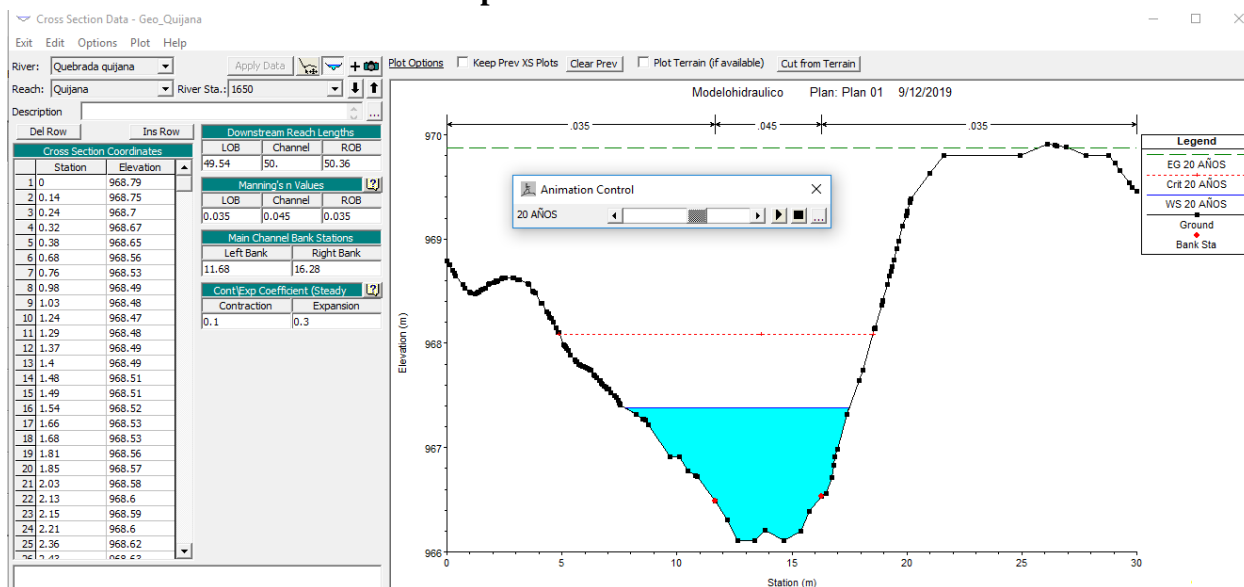 Cross Section Data - Geo_Quijana
Exit Edit Options Plot Help
River: Quebrada quijana Apply Data
Reach: Quijana River Sta.: 1650
Description ...
Plot Options Keep Prev XS Plots Clear Prev Plot Terrain (if available) Cut from Terrain
Del Row Ins Row
Cross Section Coordinates
Station Elevation
1 0 968.79
2 0.14 968.75
3 0.24 968.7
4 0.32 968.67
5 0.38 968.65
6 0.68 968.56
7 0.76 968.53
8 0.98 968.49
9 1.03 968.48
10 1.24 968.47
11 1.29 968.48
12 1.37 968.49
13 1.4 968.49
14 1.48 968.51
15 1.49 968.51
16 1.54 968.52
17 1.66 968.53
18 1.68 968.53
19 1.81 968.56
20 1.85 968.57
21 2.03 968.58
22 2.13 968.6
23 2.15 968.59
24 2.21 968.6
25 2.36 968.62
Downstream Reach Lengths
LOB Channel ROB
49.54 50. 50.36
Manning's n Values
LOB Channel ROB
0.035 0.045 0.035
Main Channel Bank Stations
Left Bank Right Bank
11.68 16.28
Cont\Exp Coefficient (Steady
Contraction Expansion
0.1 0.3
Modelohidraulico Plan: Plan 01 9/12/2019
.035 .045 .035
Animation Control
20 AÑOS ...
Legend
EG 20 AÑOS
Crit 20 AÑOS
WS 20 AÑOS
Ground
Bank Sta
Elevation (m)
970
969
968
967
966
0 5 10 15 20 25 30
Station (m)